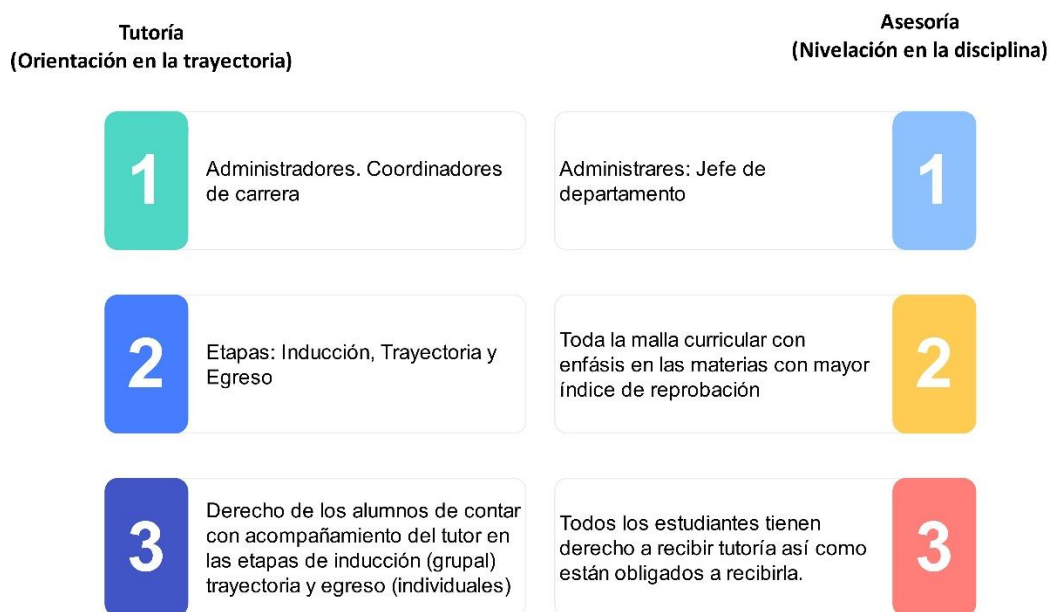 Tutoría
(Orientación en la trayectoria)
Asesoría
(Nivelación en la disciplina)
1
Administradores. Coordinadores
de carrera
Administrares: Jefe de
departamento
1
2
Etapas: Inducción, Trayectoria y
Egreso
Toda la malla curricular con
enfásis en las materias con mayor
índice de reprobación
2
3
Derecho de los alumnos de contar
con acompañamiento del tutor en
las etapas de inducción (grupal)
trayectoria y egreso (individuales)
Todos los estudiantes tienen
derecho a recibir tutoría así como
están obligados a recibirla.
3